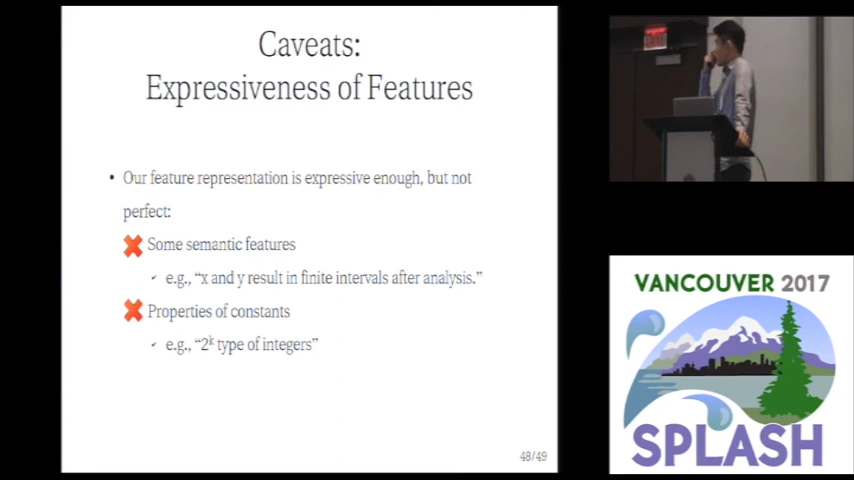 Caveats:
Expressiveness of Features
• Our feature representation is expressive enough, but not
perfect:
Some semantic features
e.g., “x and y result in finite intervals after analysis.”
Properties of constants
e.g., “2ᵏ type of integers”
48/49
EXIT
VANCOUVER 2017
SPLASH